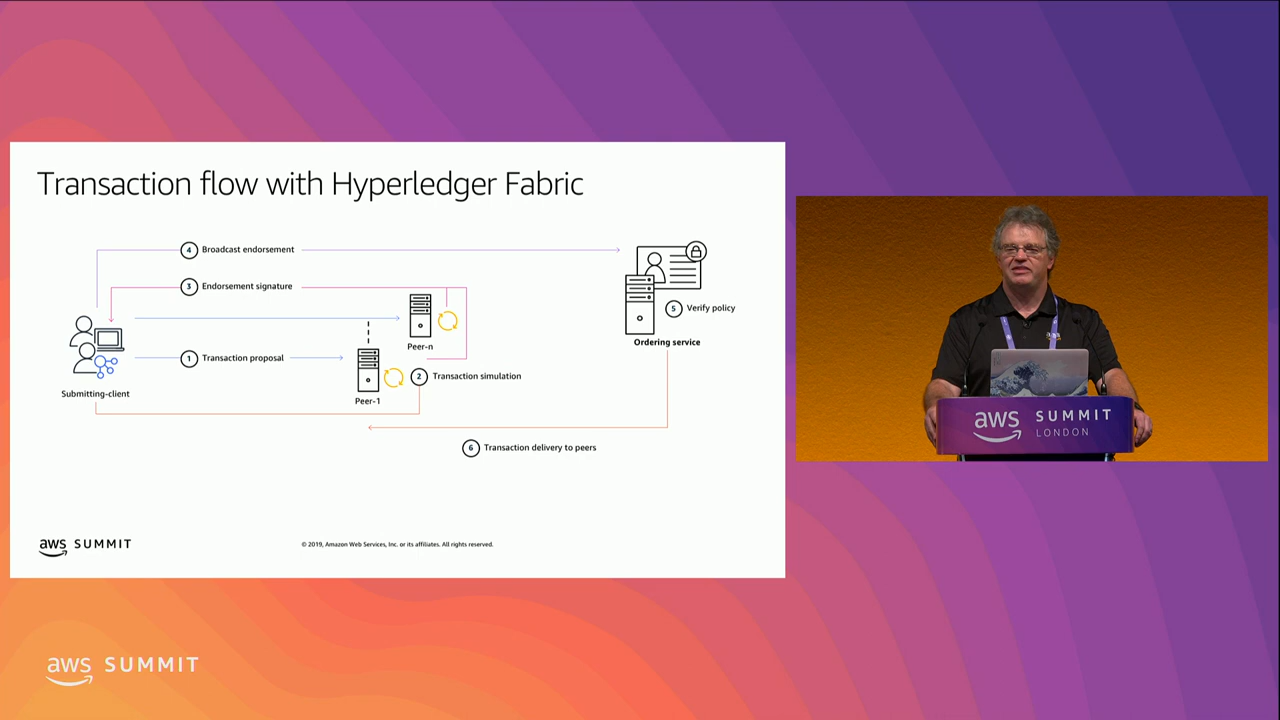 Transaction flow with Hyperledger Fabric
4 Broadcast endorsement
3 Endorsement signature
5 Verify policy
Ordering service
Peer-n
1 Transaction proposal
2 Transaction simulation
Submitting-client
Peer-1
6 Transaction delivery to peers
aws SUMMIT
© 2019, Amazon Web Services, Inc. or its affiliates. All rights reserved.
aws SUMMIT
LONDON
aws SUMMIT